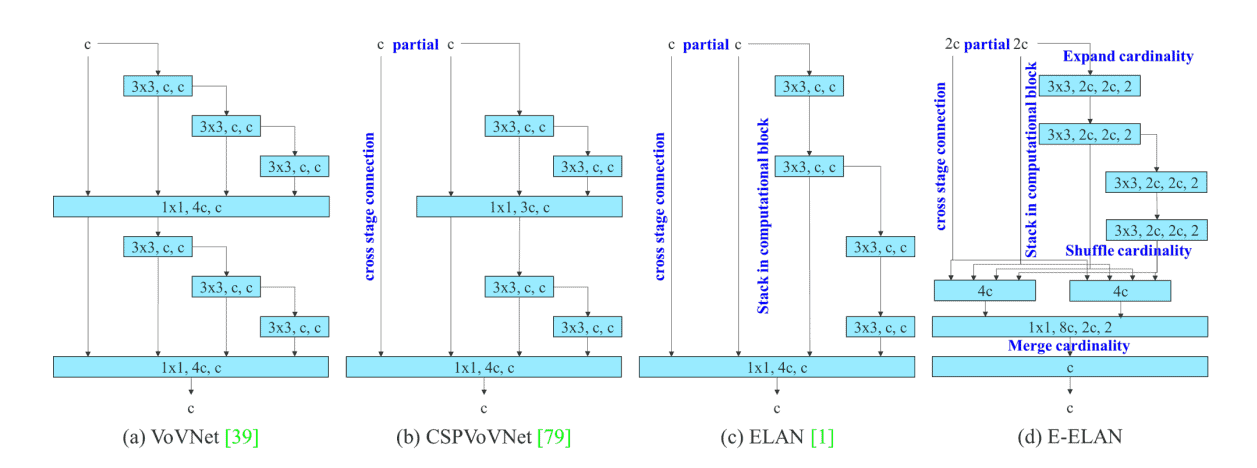 c
3x3, c, c
3x3, c, c
3x3, c, c
1x1, 4c, c
3x3, c, c
3x3, c, c
3x3, c, c
1x1, 4c, c
c
(a) VoVNet [39]
c partial c
cross stage connection
3x3, c, c
3x3, c, c
1x1, 3c, c
3x3, c, c
3x3, c, c
1x1, 4c, c
c
(b) CSPVoVNet [79]
c partial c
cross stage connection
Stack in computational block
3x3, c, c
3x3, c, c
3x3, c, c
3x3, c, c
1x1, 4c, c
c
(c) ELAN [1]
2c partial 2c
Expand cardinality
cross stage connection
Stack in computational block
3x3, 2c, 2c, 2
3x3, 2c, 2c, 2
3x3, 2c, 2c, 2
3x3, 2c, 2c, 2
Shuffle cardinality
4c
4c
1x1, 8c, 2c, 2
Merge cardinality
c
c
(d) E-ELAN